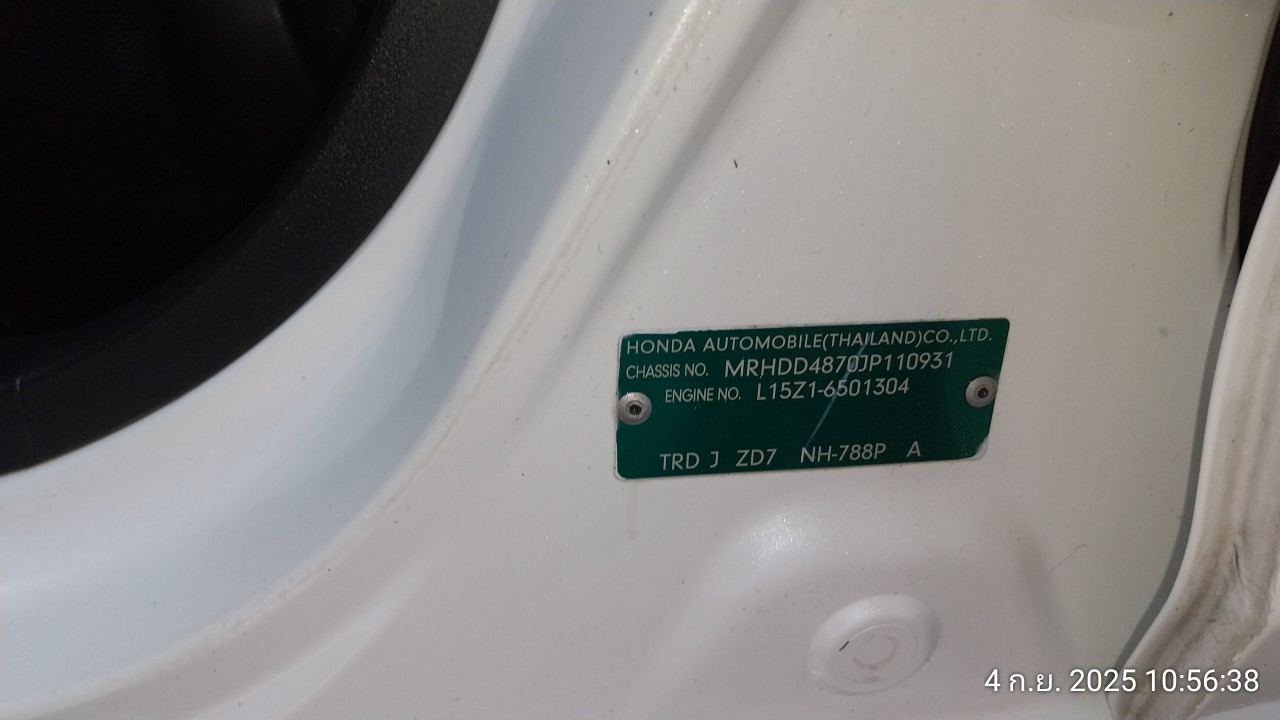 HONDA AUTOMOBILE(THAILAND)CO.,LTD.
CHASSIS NO. MRHDD4870JP110931
ENGINE NO. L15Z1-6501304
TRD J ZD7 NH-788P A
4 ก.ย. 2025 10:56:38